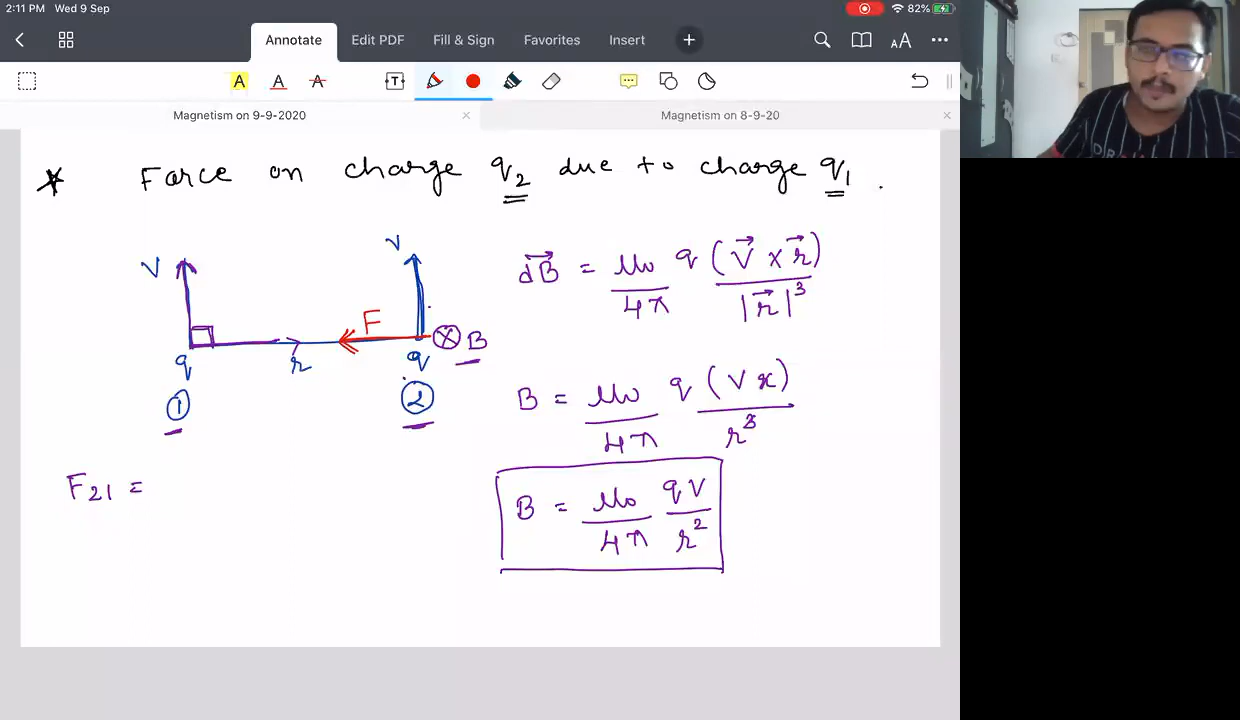 2:11 PM Wed 9 Sep
82%
Annotate Edit PDF Fill & Sign Favorites Insert
AA
A A A T
Magnetism on 9-9-2020 Magnetism on 8-9-20
* Force on charge q₂ due to charge q₁ .
V V
F
B
q r q
① ②
dB⃗ = μ₀/4π q (V⃗ × r⃗)/|r⃗|³
B = μ₀/4π q (V r)/r³
F₂₁ =
B = μ₀/4π qV/r²